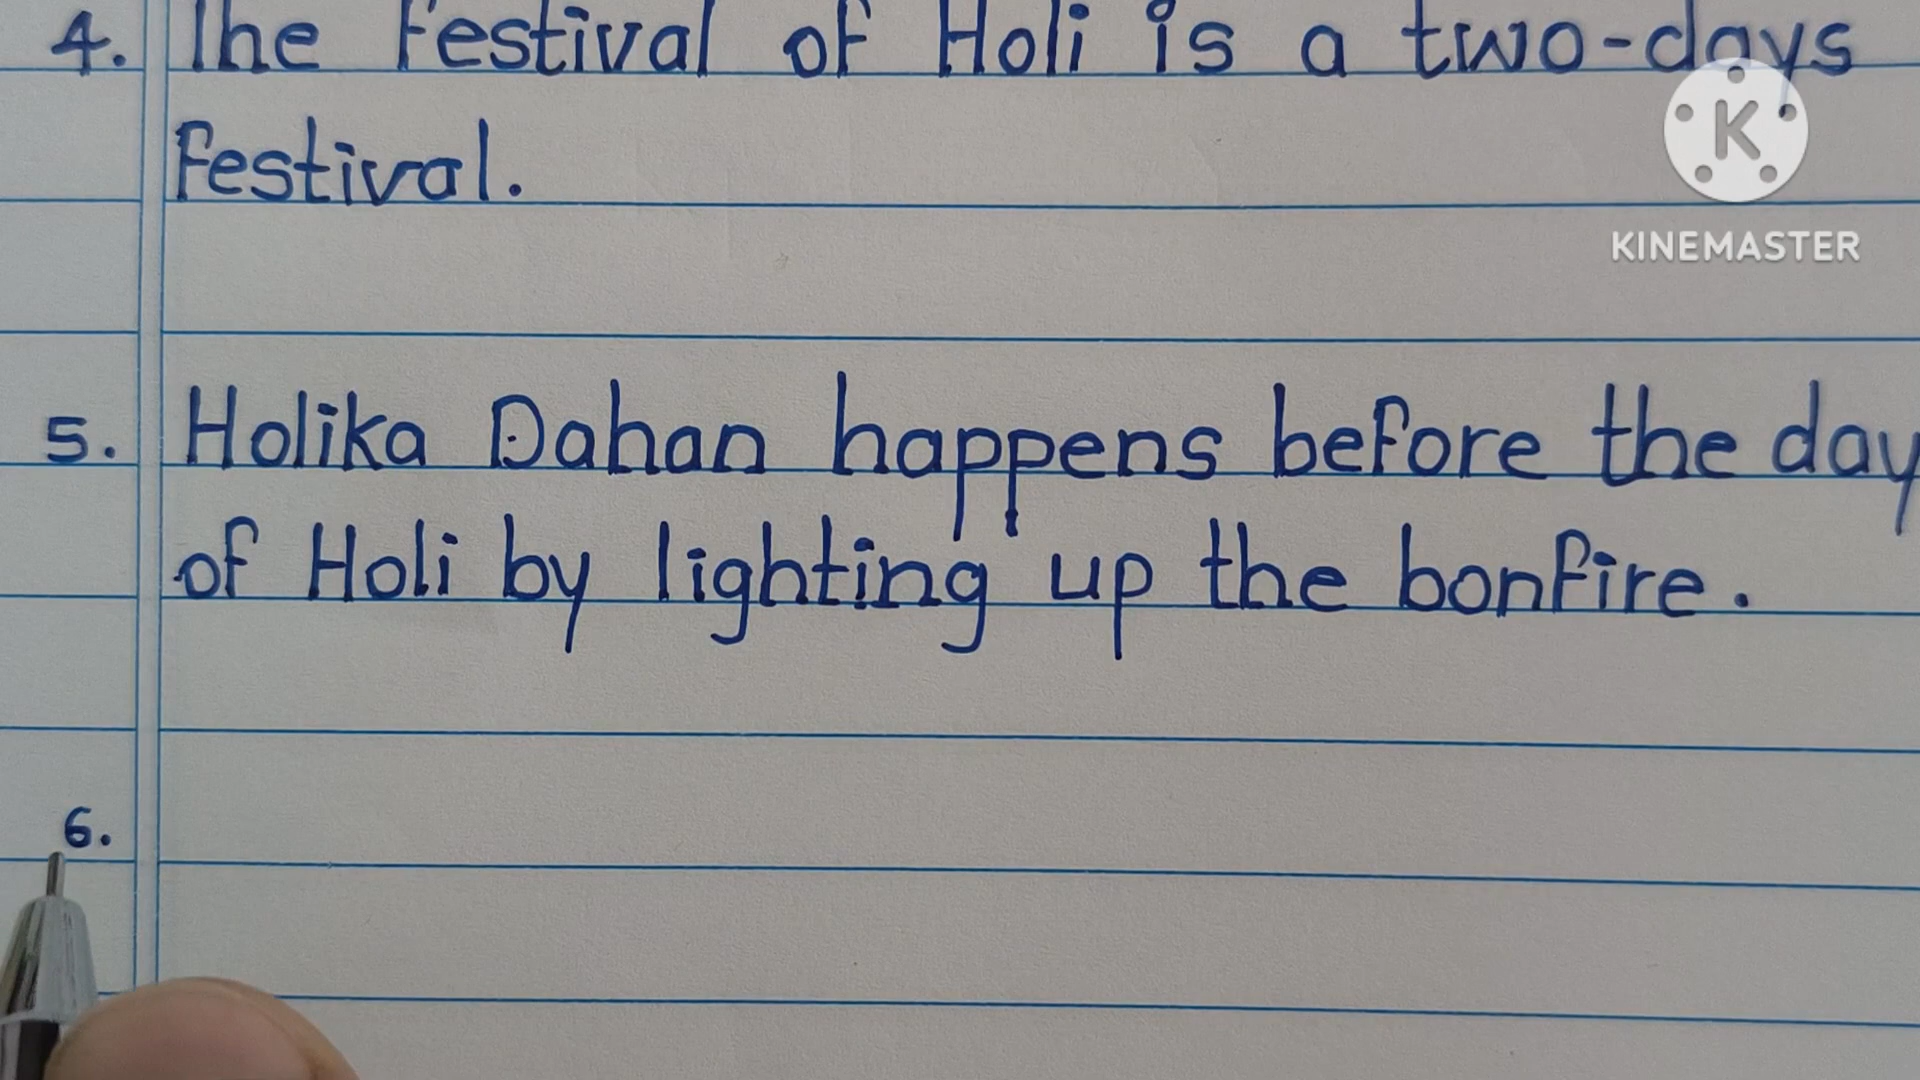 4. The festival of Holi is a two-days
festival.
K
KINEMASTER
5. Holika Dahan happens before the day
of Holi by lighting up the bonfire.
6.